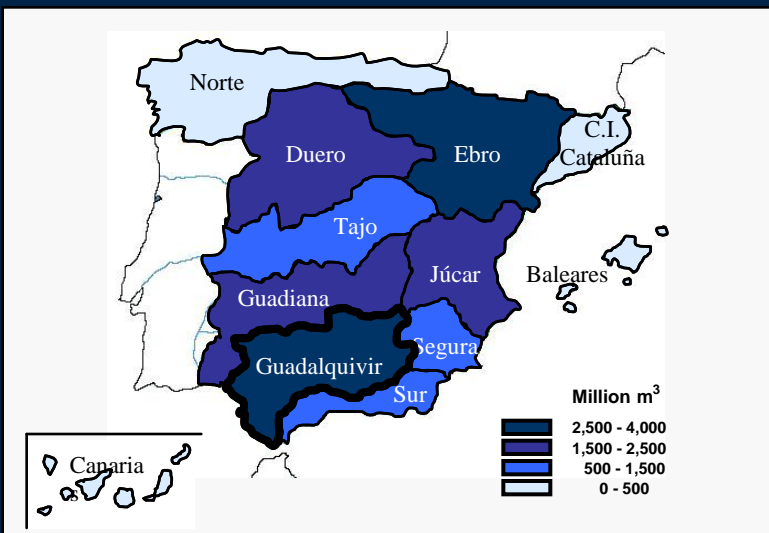 Norte
C.I.
Cataluña
Duero
Ebro
Tajo
Júcar
Baleares
Guadiana
Guadalquivir
Segura
Sur
Million m³
2,500 - 4,000
1,500 - 2,500
500 - 1,500
0 - 500
Canaria
s